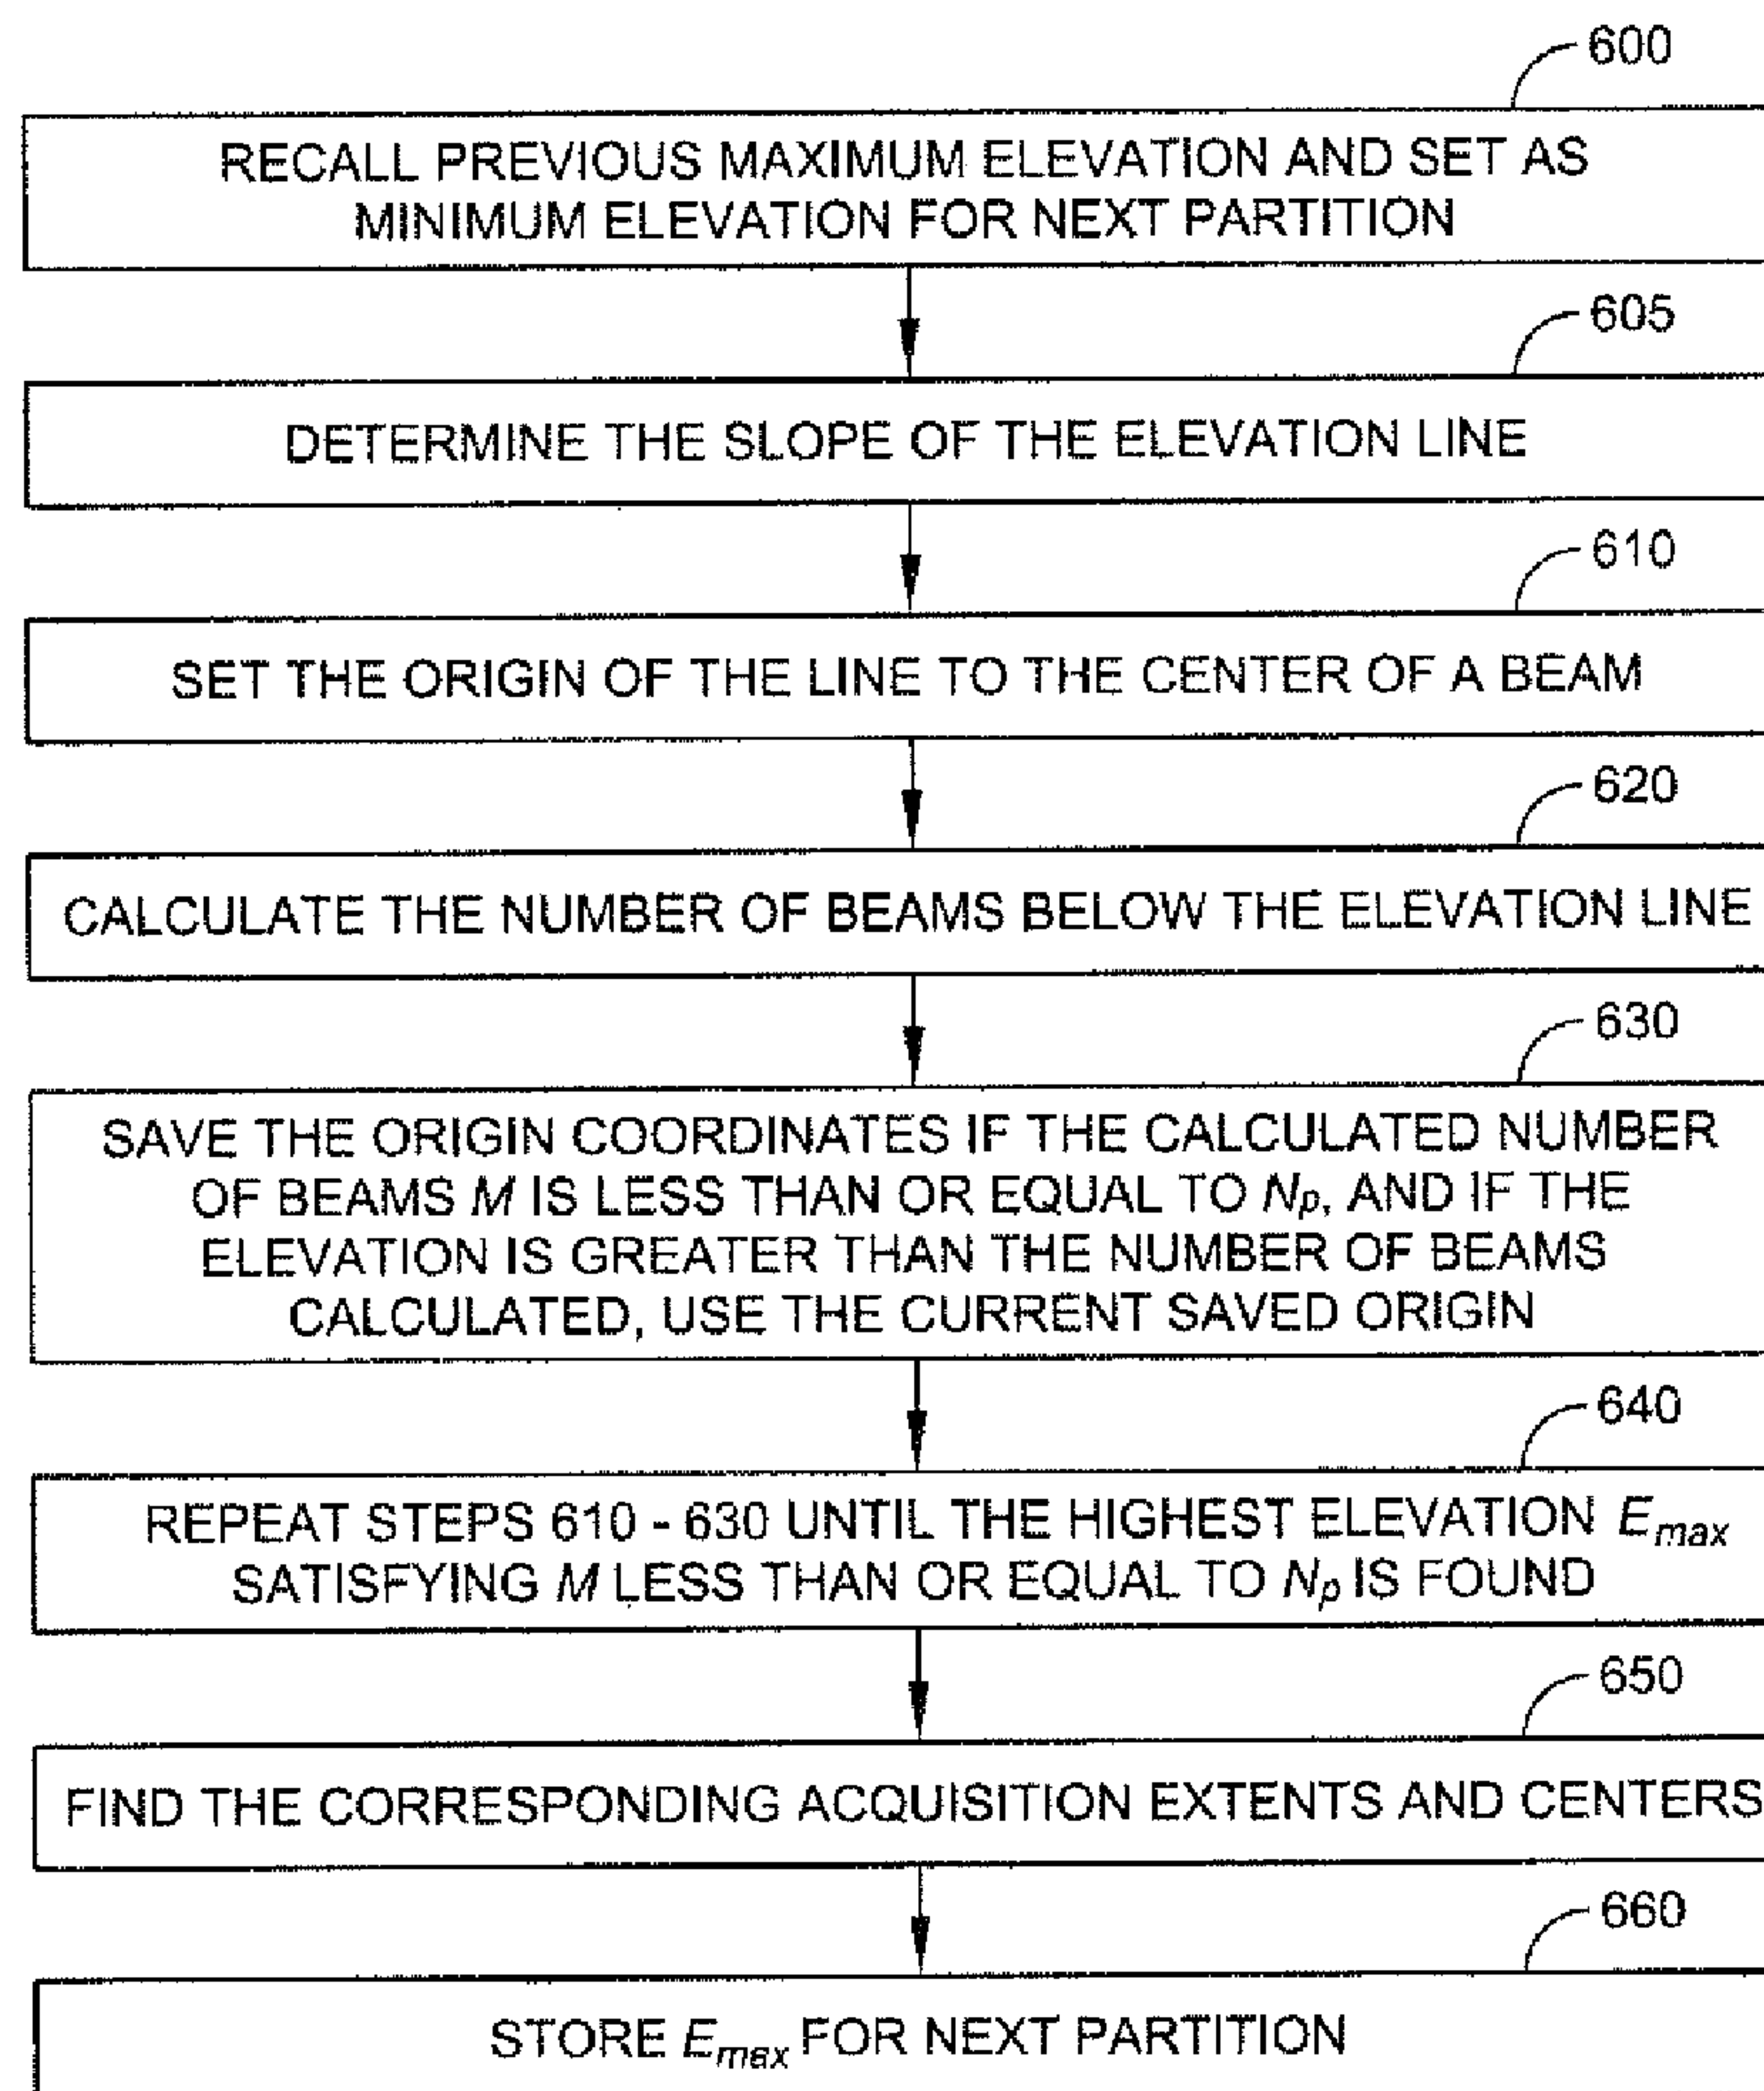 600
RECALL PREVIOUS MAXIMUM ELEVATION AND SET AS
MINIMUM ELEVATION FOR NEXT PARTITION
605
DETERMINE THE SLOPE OF THE ELEVATION LINE
610
SET THE ORIGIN OF THE LINE TO THE CENTER OF A BEAM
620
CALCULATE THE NUMBER OF BEAMS BELOW THE ELEVATION LINE
630
SAVE THE ORIGIN COORDINATES IF THE CALCULATED NUMBER
OF BEAMS M IS LESS THAN OR EQUAL TO Np, AND IF THE
ELEVATION IS GREATER THAN THE NUMBER OF BEAMS
CALCULATED, USE THE CURRENT SAVED ORIGIN
640
REPEAT STEPS 610 - 630 UNTIL THE HIGHEST ELEVATION Emax
SATISFYING M LESS THAN OR EQUAL TO Np IS FOUND
650
FIND THE CORRESPONDING ACQUISITION EXTENTS AND CENTERS
660
STORE Emax FOR NEXT PARTITION